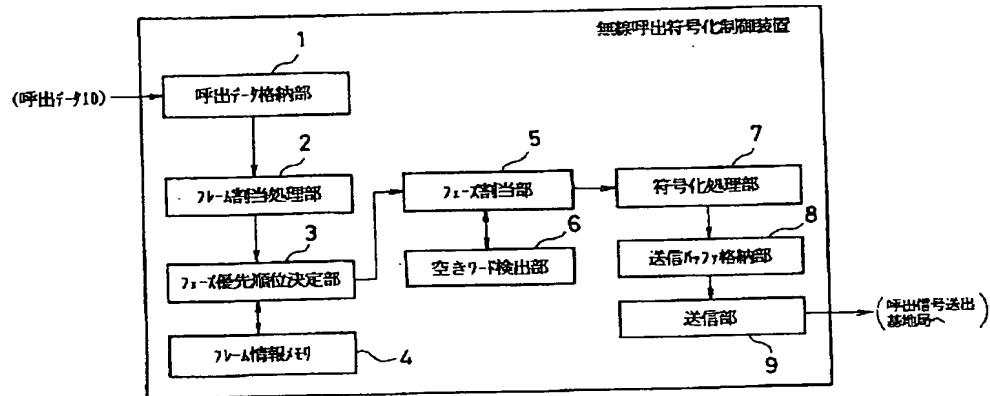 無線呼出符号化制御装置
1
(呼出データ10)
呼出データ格納部
2
フレーム割当処理部
3
フェーズ優先順位決定部
フレーム情報メモリ
4
5
フェーズ割当部
6
空きワード検出部
7
符号化処理部
8
送信バッファ格納部
送信部
9
(呼出信号送出
基地局へ)